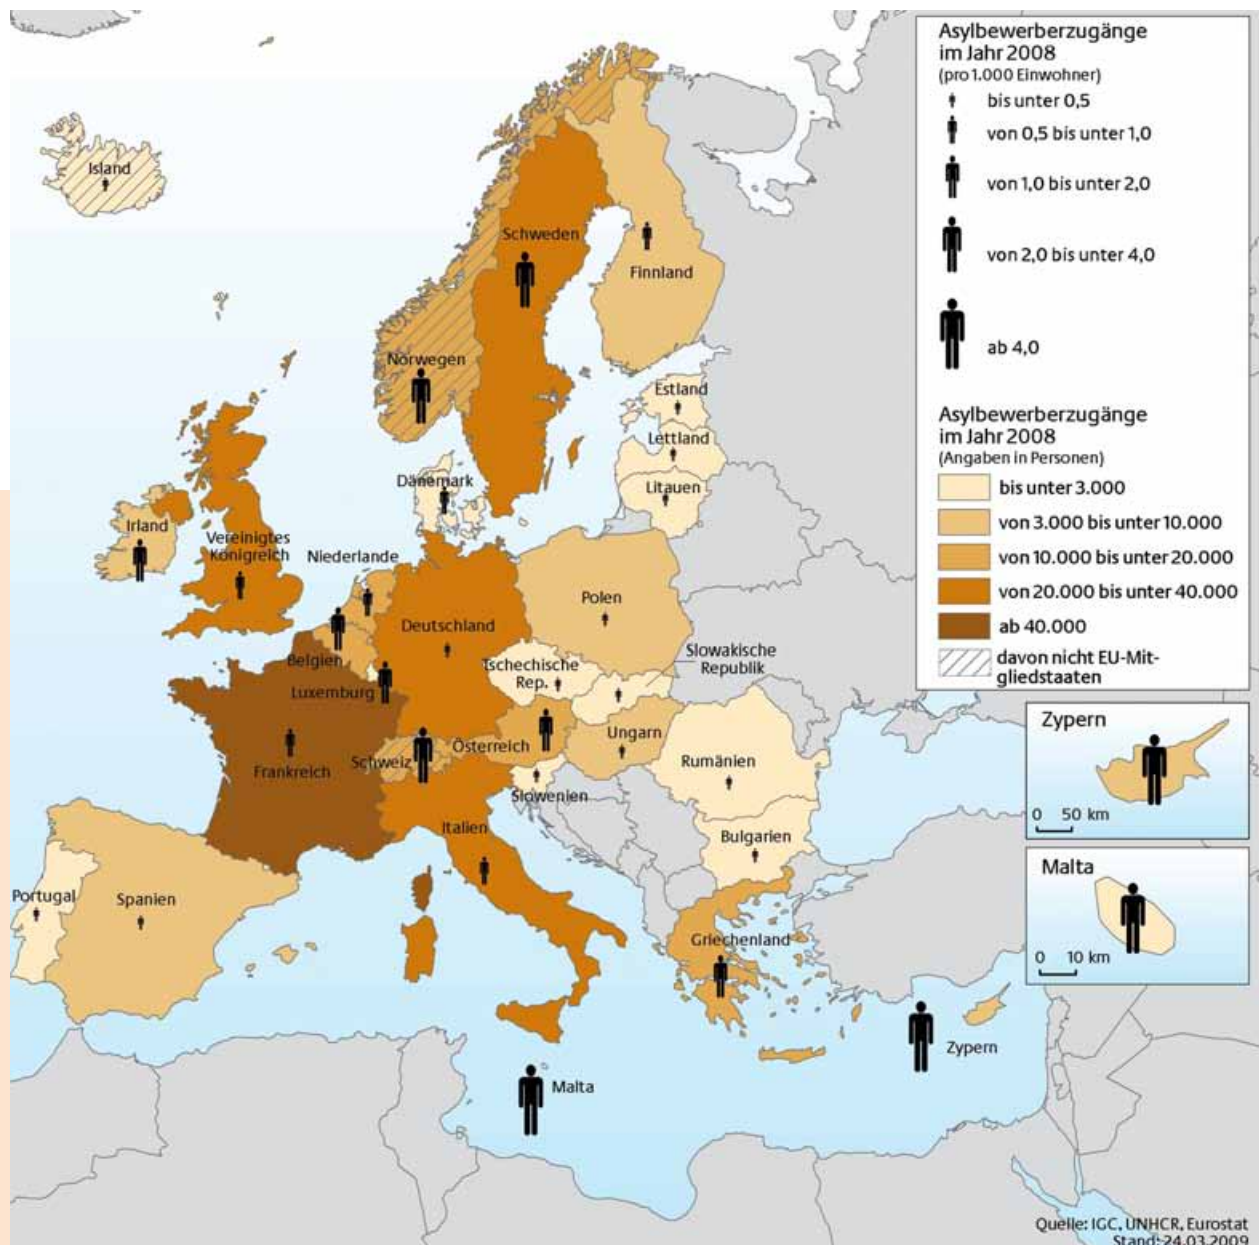 Asylbewerberzugänge
im Jahr 2008
(pro 1.000 Einwohner)
bis unter 0,5
von 0,5 bis unter 1,0
von 1,0 bis unter 2,0
von 2,0 bis unter 4,0
ab 4,0
Asylbewerberzugänge
im Jahr 2008
(Angaben in Personen)
bis unter 3.000
von 3.000 bis unter 10.000
von 10.000 bis unter 20.000
von 20.000 bis unter 40.000
ab 40.000
davon nicht EU-Mit-
gliedstaaten
Island
Schweden
Finnland
Norwegen
Estland
Lettland
Litauen
Dänemark
Irland
Vereinigtes
Königreich
Niederlande
Polen
Deutschland
Belgien
Luxemburg
Tschechische
Rep.
Slowakische
Republik
Frankreich
Schweiz
Österreich
Ungarn
Rumänien
Slowenien
Italien
Bulgarien
Portugal
Spanien
Griechenland
Zypern
Malta
Zypern
0 50 km
Malta
0 10 km
Quelle: IGC, UNHCR, Eurostat
Stand: 24.03.2009